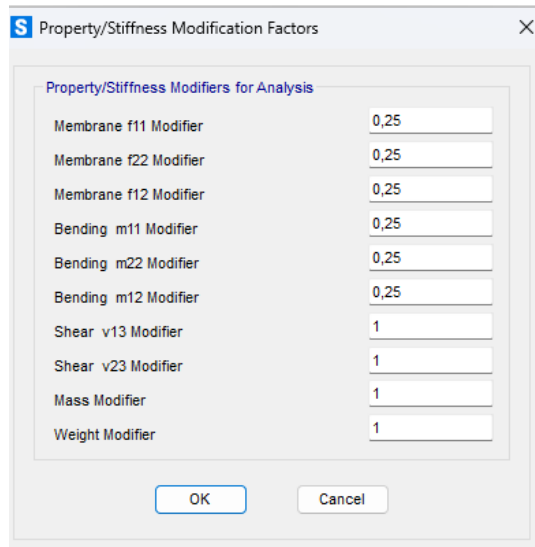 S Property/Stiffness Modification Factors
Property/Stiffness Modifiers for Analysis
Membrane f11 Modifier 0,25
Membrane f22 Modifier 0,25
Membrane f12 Modifier 0,25
Bending m11 Modifier 0,25
Bending m22 Modifier 0,25
Bending m12 Modifier 0,25
Shear v13 Modifier 1
Shear v23 Modifier 1
Mass Modifier 1
Weight Modifier 1
OK Cancel